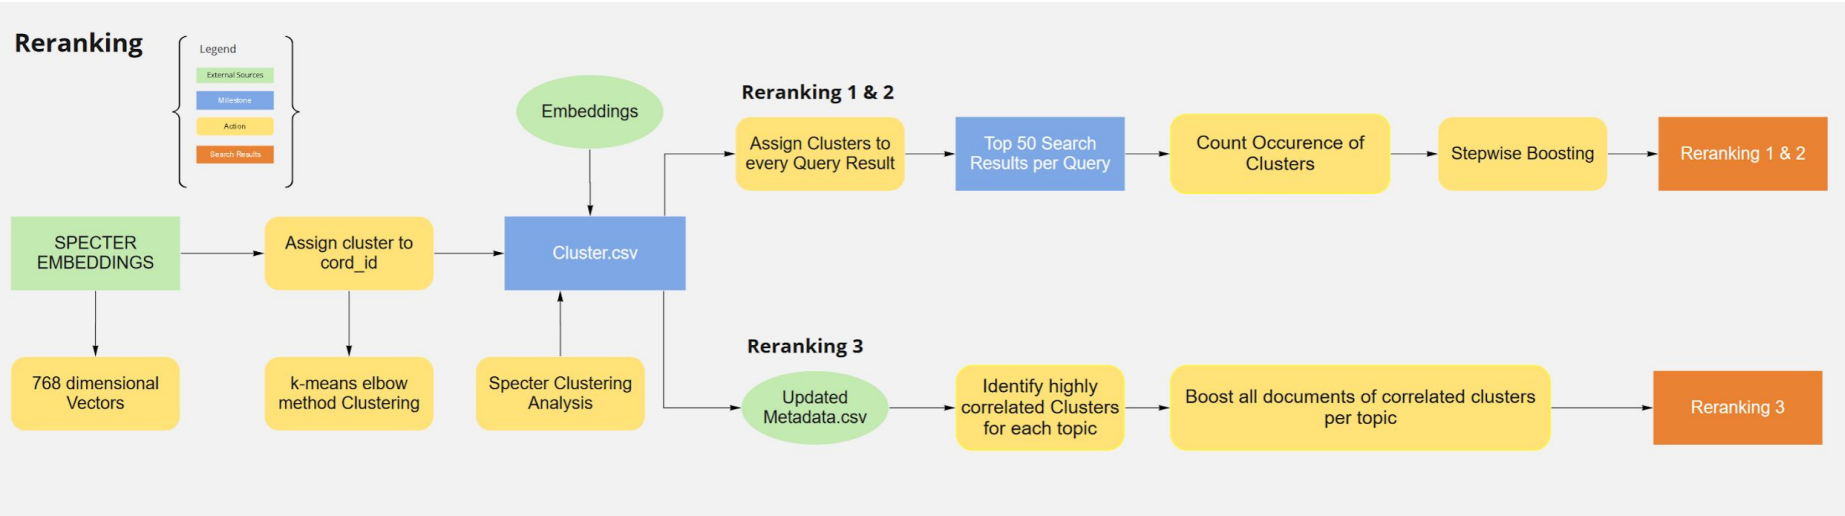 Reranking
Legend
External Sources
Milestone
Action
Search Results
Embeddings
Reranking 1 & 2
Assign Clusters to
every Query Result
Top 50 Search
Results per Query
Count Occurence of
Clusters
Stepwise Boosting
Reranking 1 & 2
SPECTER
EMBEDDINGS
Assign cluster to
cord_id
Cluster.csv
768 dimensional
Vectors
k-means elbow
method Clustering
Specter Clustering
Analysis
Reranking 3
Updated
Metadata.csv
Identify highly
correlated Clusters
for each topic
Boost all documents of correlated clusters
per topic
Reranking 3